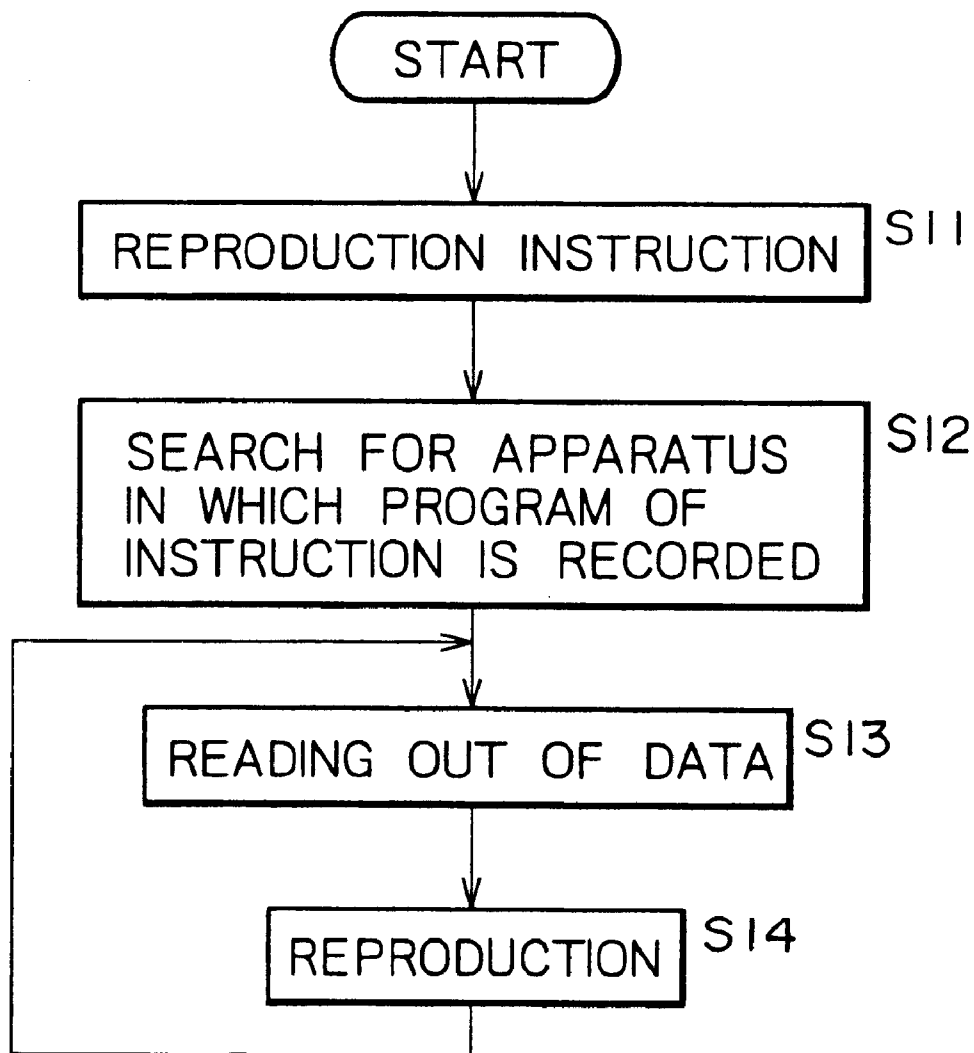 START
REPRODUCTION INSTRUCTION
S11
SEARCH FOR APPARATUS
IN WHICH PROGRAM OF
INSTRUCTION IS RECORDED
S12
READING OUT OF DATA
S13
REPRODUCTION
S14